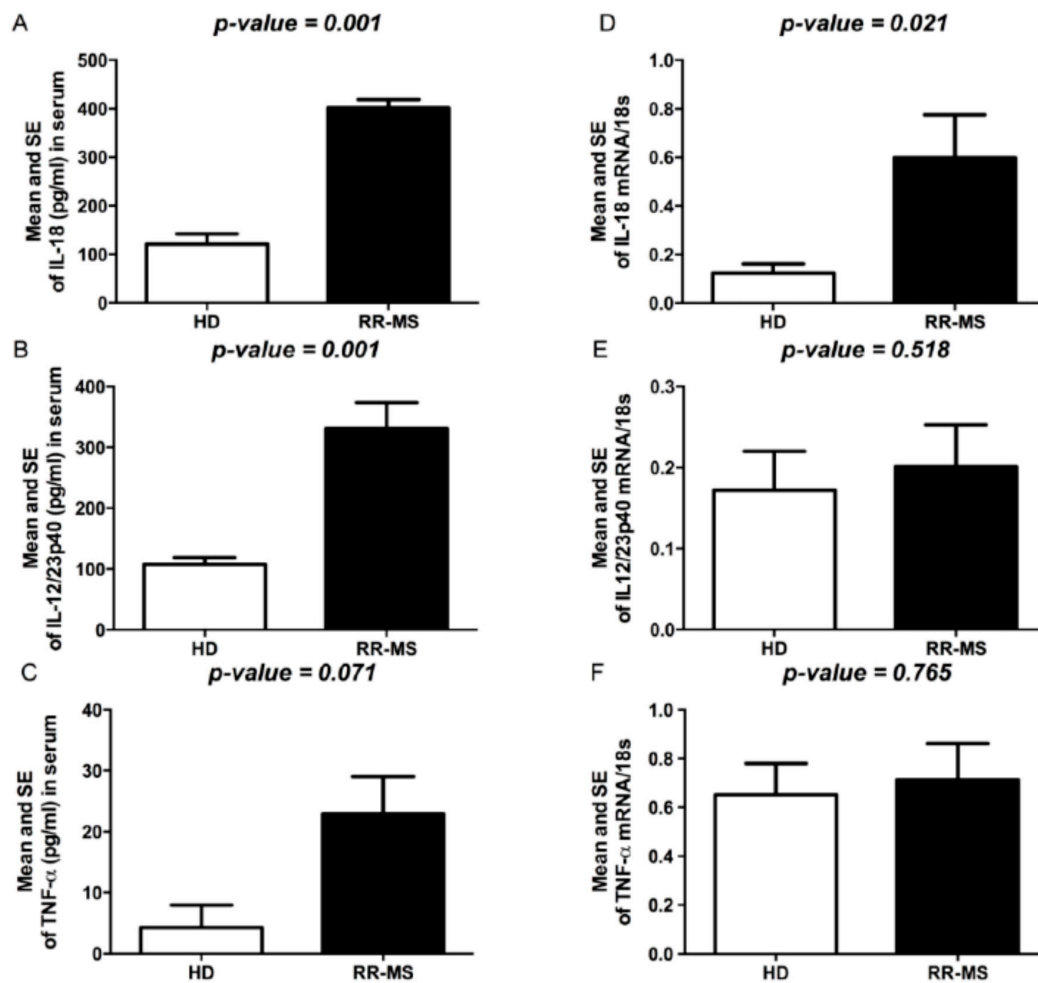 A
p-value = 0.001
Mean and SE
of IL-18 (pg/ml) in serum
500
400
300
200
100
0
HD
RR-MS
B
p-value = 0.001
Mean and SE
of IL-12/23p40 (pg/ml) in serum
400
300
200
100
0
HD
RR-MS
C
p-value = 0.071
Mean and SE
of TNF-α (pg/ml) in serum
40
30
20
10
0
HD
RR-MS
D
p-value = 0.021
Mean and SE
of IL-18 mRNA/18s
1.0
0.8
0.6
0.4
0.2
0.0
HD
RR-MS
E
p-value = 0.518
Mean and SE
of IL12/23p40 mRNA/18s
0.3
0.2
0.1
0.0
HD
RR-MS
F
p-value = 0.765
Mean and SE
of TNF-α mRNA/18s
1.0
0.8
0.6
0.4
0.2
0.0
HD
RR-MS